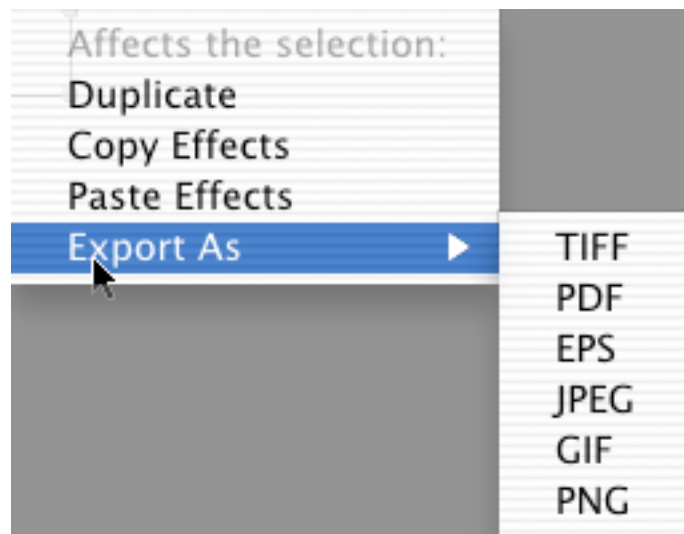 Affects the selection:
Duplicate
Copy Effects
Paste Effects
Export As
TIFF
PDF
EPS
JPEG
GIF
PNG